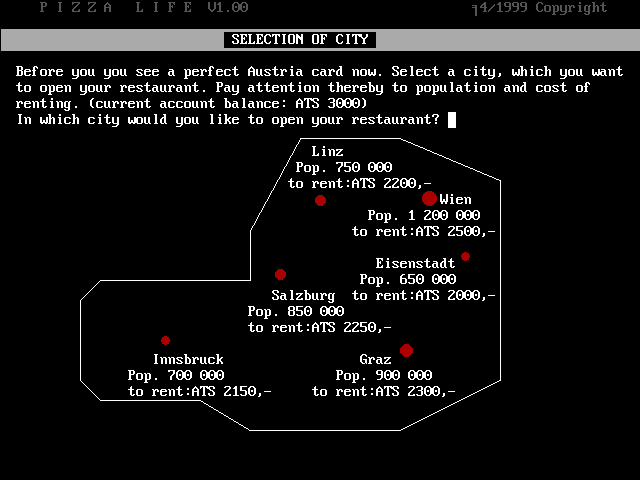 P I Z Z A   L I F E V1.00
╕4/1999 Copyright
SELECTION OF CITY
Before you you see a perfect Austria card now. Select a city, which you want
to open your restaurant. Pay attention thereby to population and cost of
renting. (current account balance: ATS 3000)
In which city would you like to open your restaurant?
Linz
Pop. 750 000
to rent:ATS 2200,-
Wien
Pop. 1 200 000
to rent:ATS 2500,-
Eisenstadt
Pop. 650 000
to rent:ATS 2000,-
Salzburg
Pop. 850 000
to rent:ATS 2250,-
Innsbruck
Pop. 700 000
to rent:ATS 2150,-
Graz
Pop. 900 000
to rent:ATS 2300,-